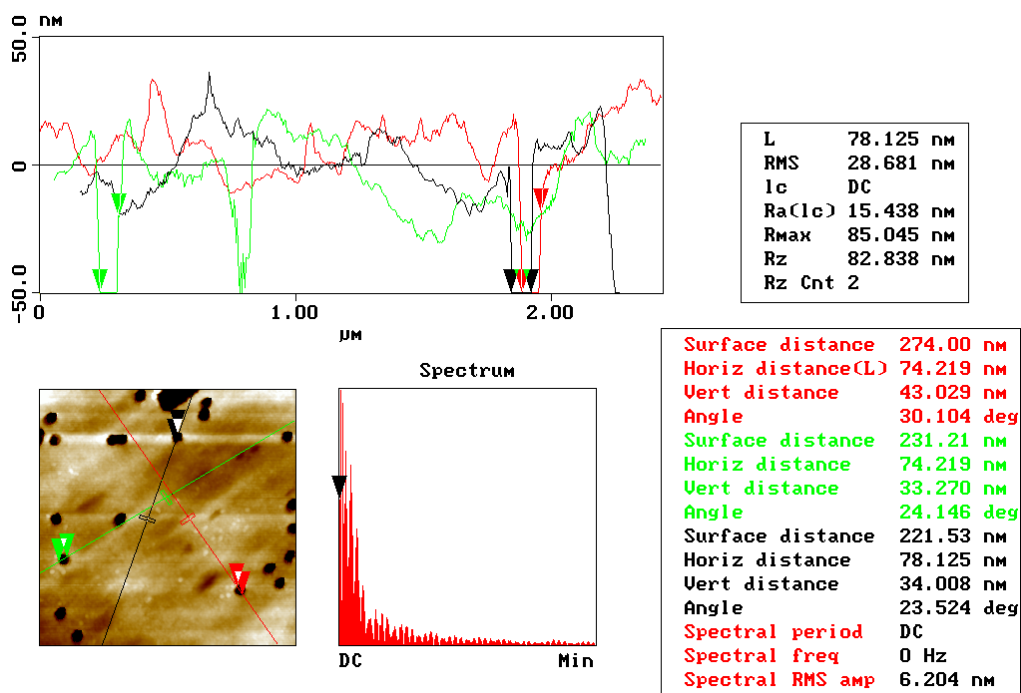 nM
50.0
0
-50.0
0 1.00 2.00
µM
L 78.125 nM
RMS 28.681 nM
lc DC
Ra(lc) 15.438 nM
Rmax 85.045 nM
Rz 82.838 nM
Rz Cnt 2
Spectrum
DC Min
Surface distance 274.00 nM
Horiz distance(L) 74.219 nM
Vert distance 43.029 nM
Angle 30.104 deg
Surface distance 231.21 nM
Horiz distance 74.219 nM
Vert distance 33.270 nM
Angle 24.146 deg
Surface distance 221.53 nM
Horiz distance 78.125 nM
Vert distance 34.008 nM
Angle 23.524 deg
Spectral period DC
Spectral freq 0 Hz
Spectral RMS amp 6.204 nM